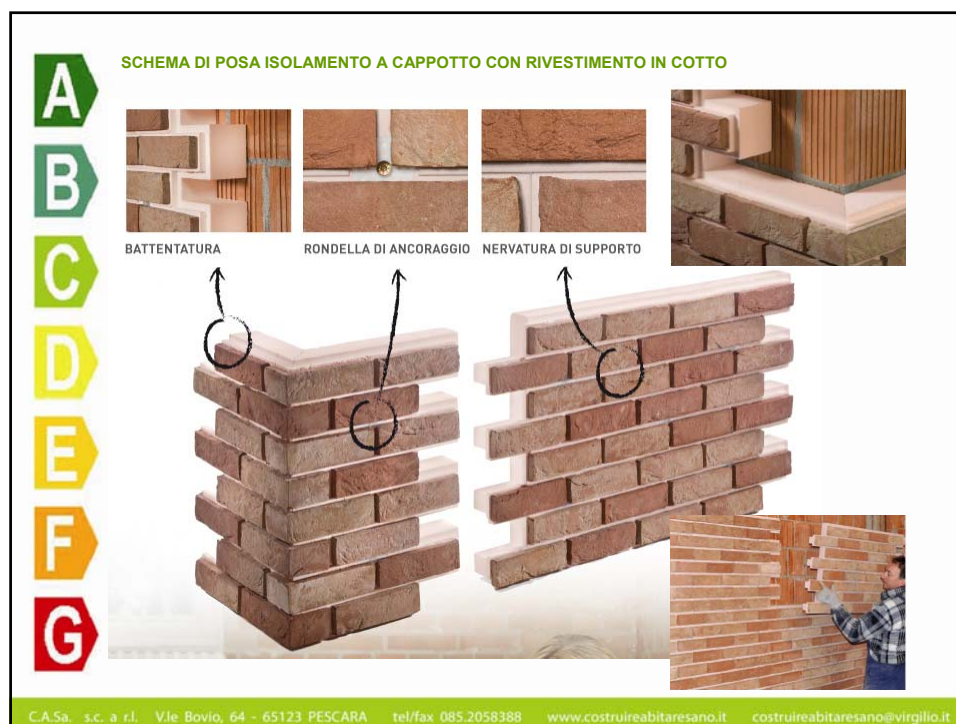 SCHEMA DI POSA ISOLAMENTO A CAPPOTTO CON RIVESTIMENTO IN COTTO
A
B
C
D
E
F
G
BATTENTATURA
RONDELLA DI ANCORAGGIO
NERVATURA DI SUPPORTO
C.A.Sa. s.c. a r.l. V.le Bovio, 64 - 65123 PESCARA tel/fax 085.2058388 www.costruireabitaresano.it costruireabitaresano@virgilio.it